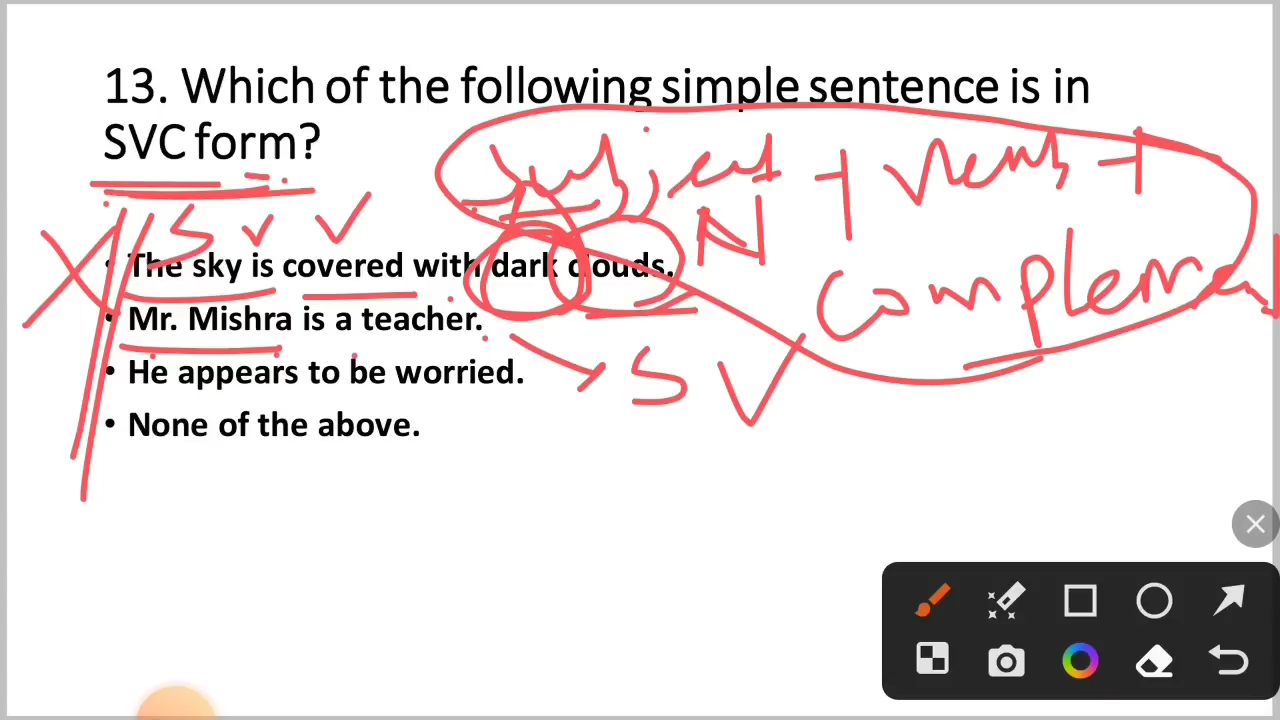 13. Which of the following simple sentence is in
SVC form?
Subject + Verb +
Complement
S V V
N
• The sky is covered with dark clouds.
• Mr. Mishra is a teacher.
S V
• He appears to be worried.
• None of the above.